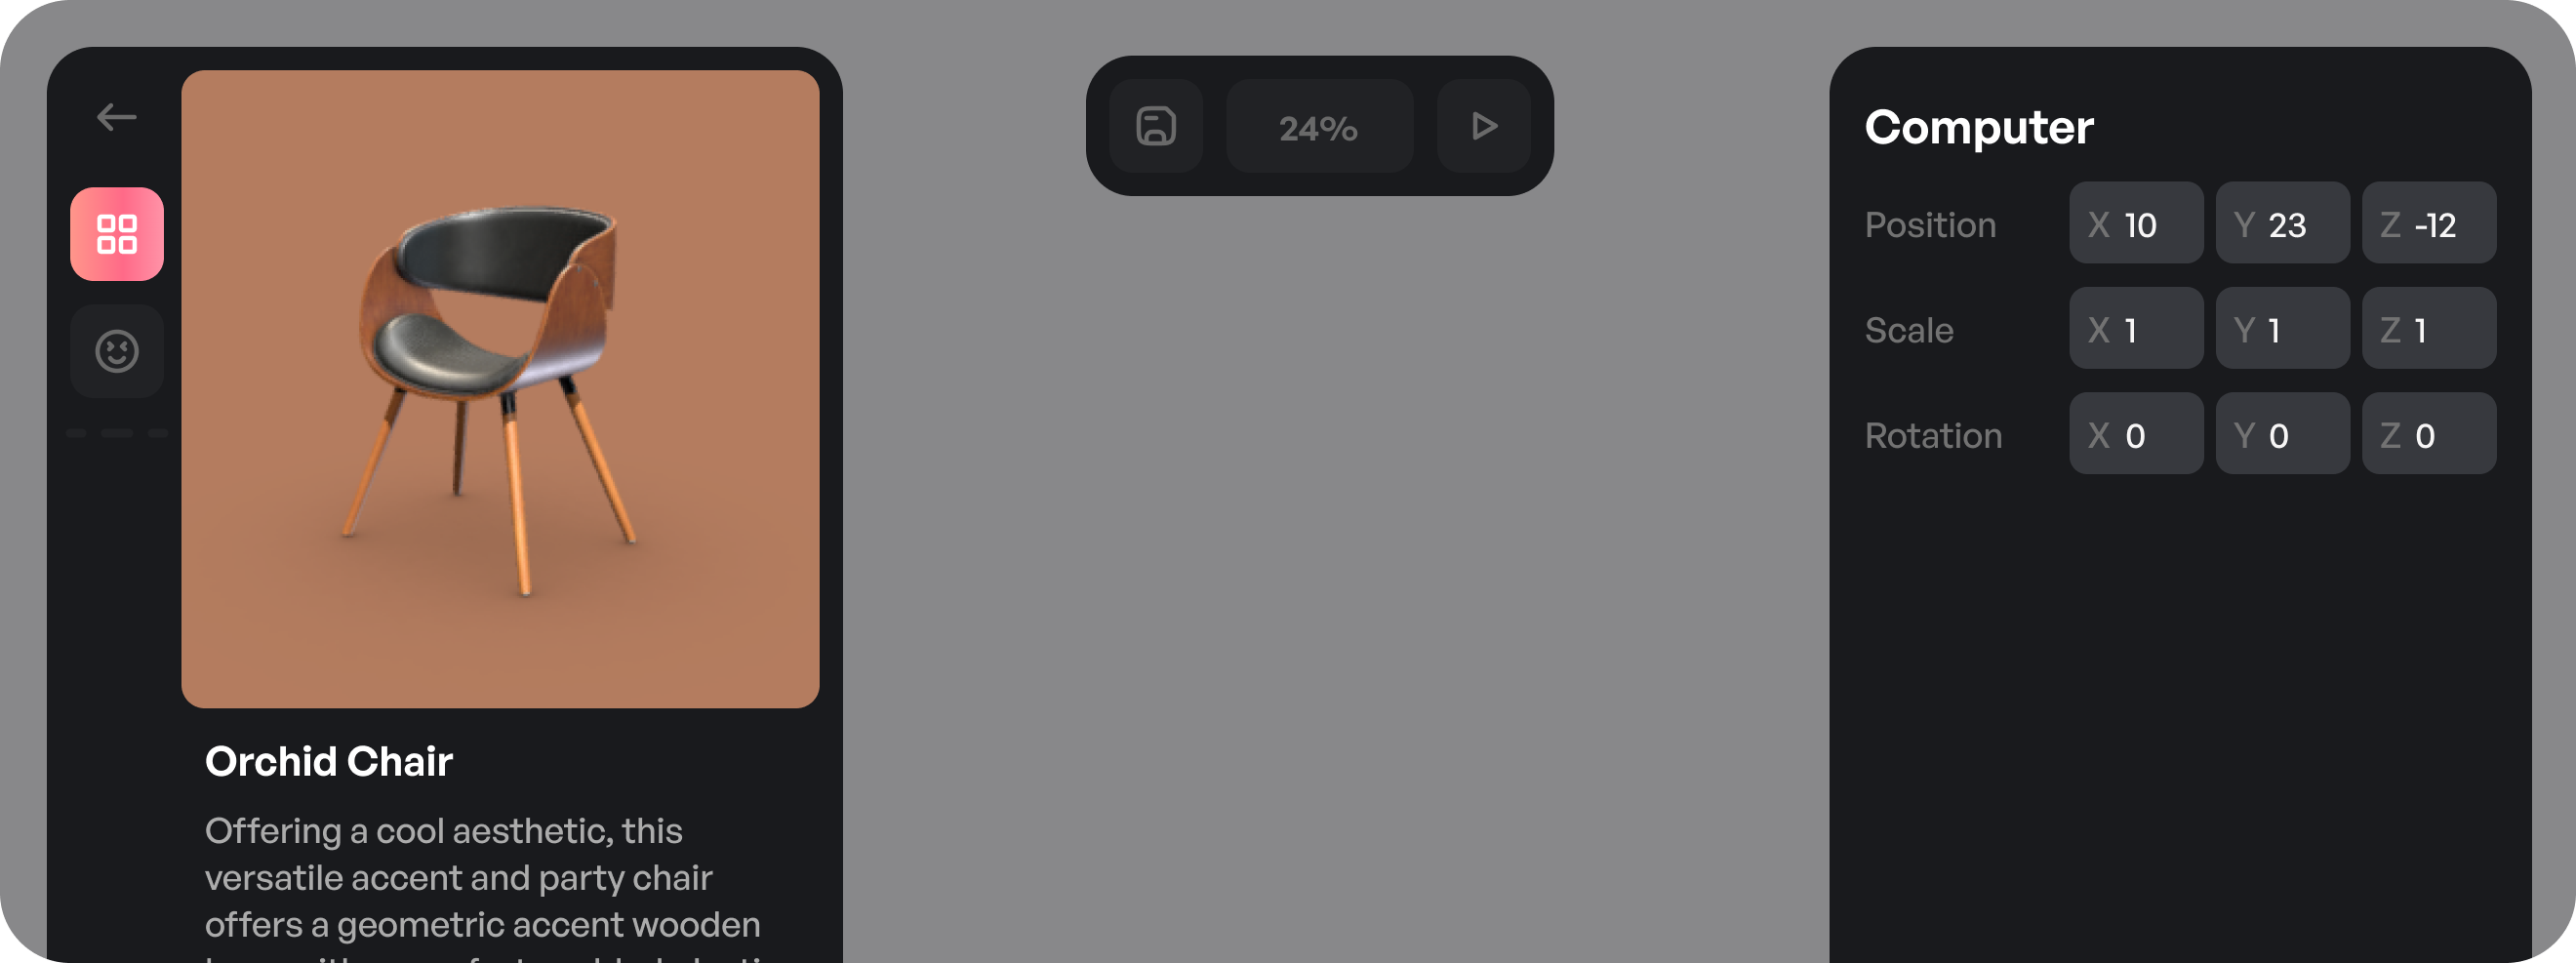 24%
Computer
Position X 10 Y 23 Z -12
Scale X 1 Y 1 Z 1
Rotation X 0 Y 0 Z 0
Orchid Chair
Offering a cool aesthetic, this
versatile accent and party chair
offers a geometric accent wooden